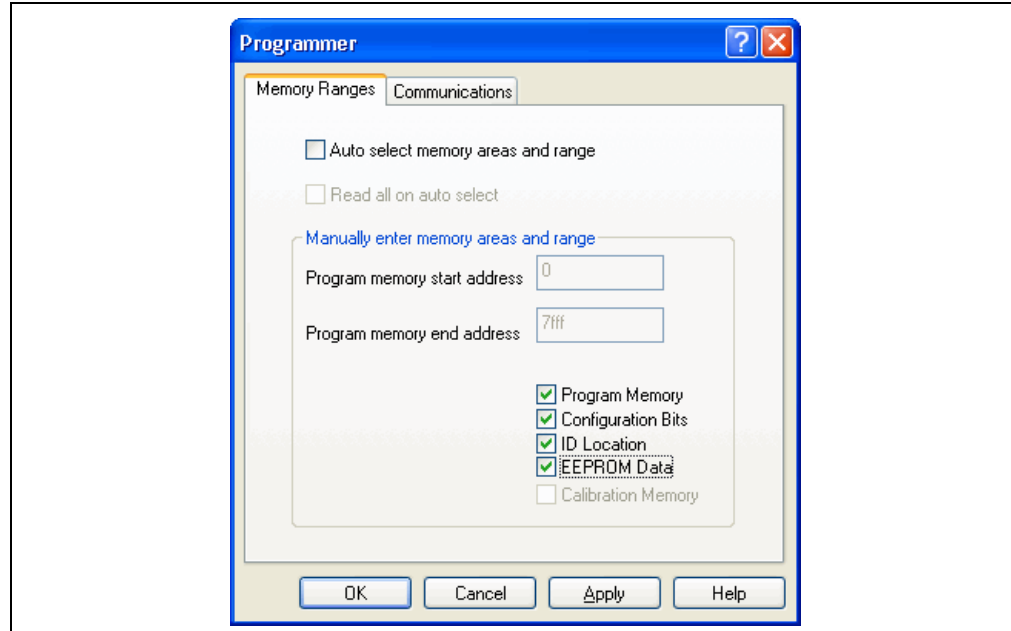 Programmer
Memory Ranges Communications
Auto select memory areas and range
Read all on auto select
Manually enter memory areas and range
Program memory start address 0
Program memory end address 7fff
Program Memory
Configuration Bits
ID Location
EEPROM Data
Calibration Memory
OK Cancel Apply Help